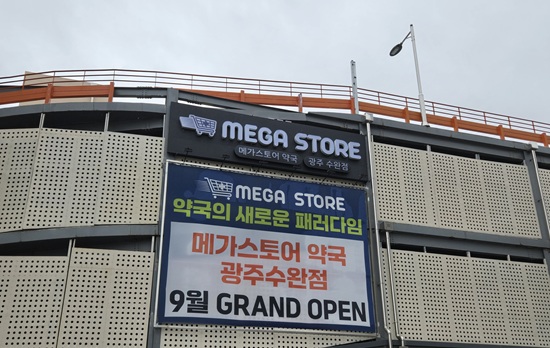 MEGA STORE
메가스토어 약국 광주 수완점
MEGA STORE
약국의 새로운 패러다임
메가스토어 약국
광주수완점
9월 GRAND OPEN